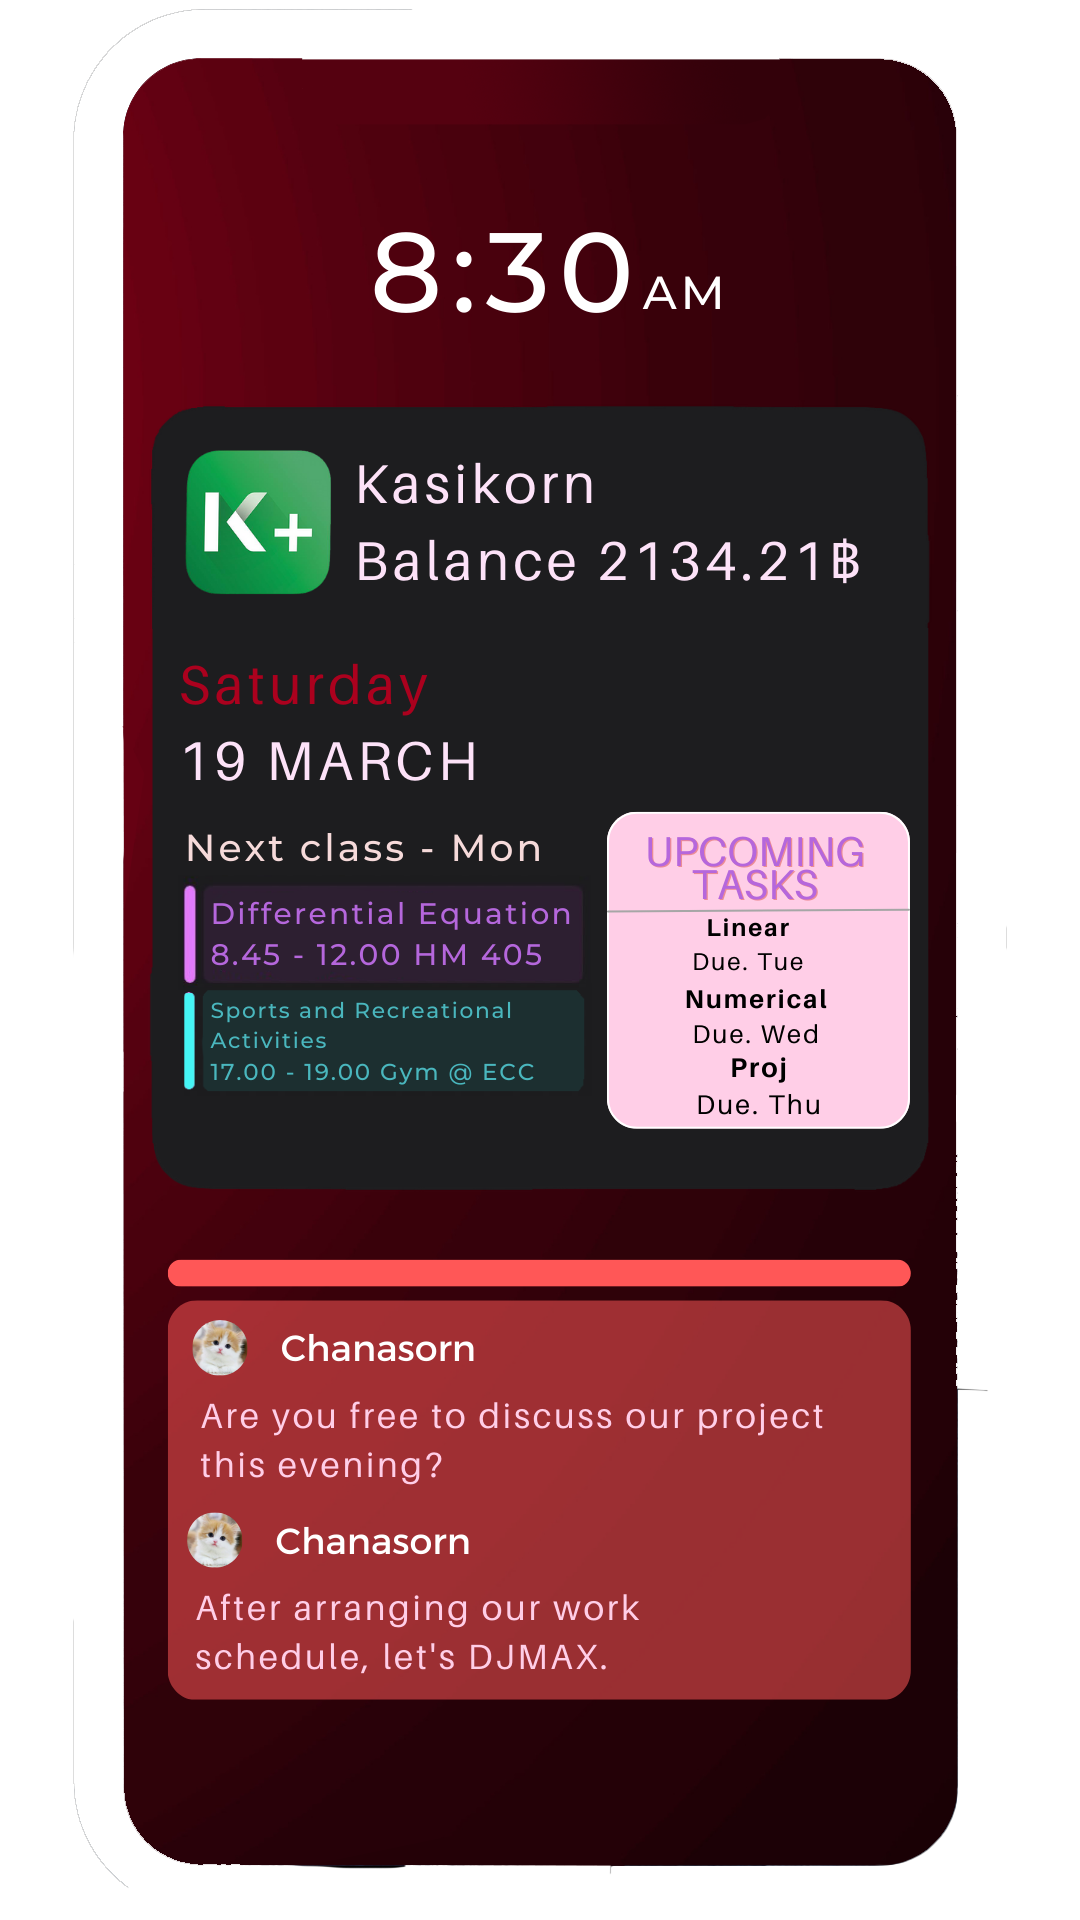 8:30 AM
K+
Kasikorn
Balance 2134.21฿
Saturday
19 MARCH
Next class - Mon
Differential Equation
8.45 - 12.00 HM 405
Sports and Recreational
Activities
17.00 - 19.00 Gym @ ECC
UPCOMING
TASKS
Linear
Due. Tue
Numerical
Due. Wed
Proj
Due. Thu
Chanasorn
Are you free to discuss our project
this evening?
Chanasorn
After arranging our work
schedule, let's DJMAX.